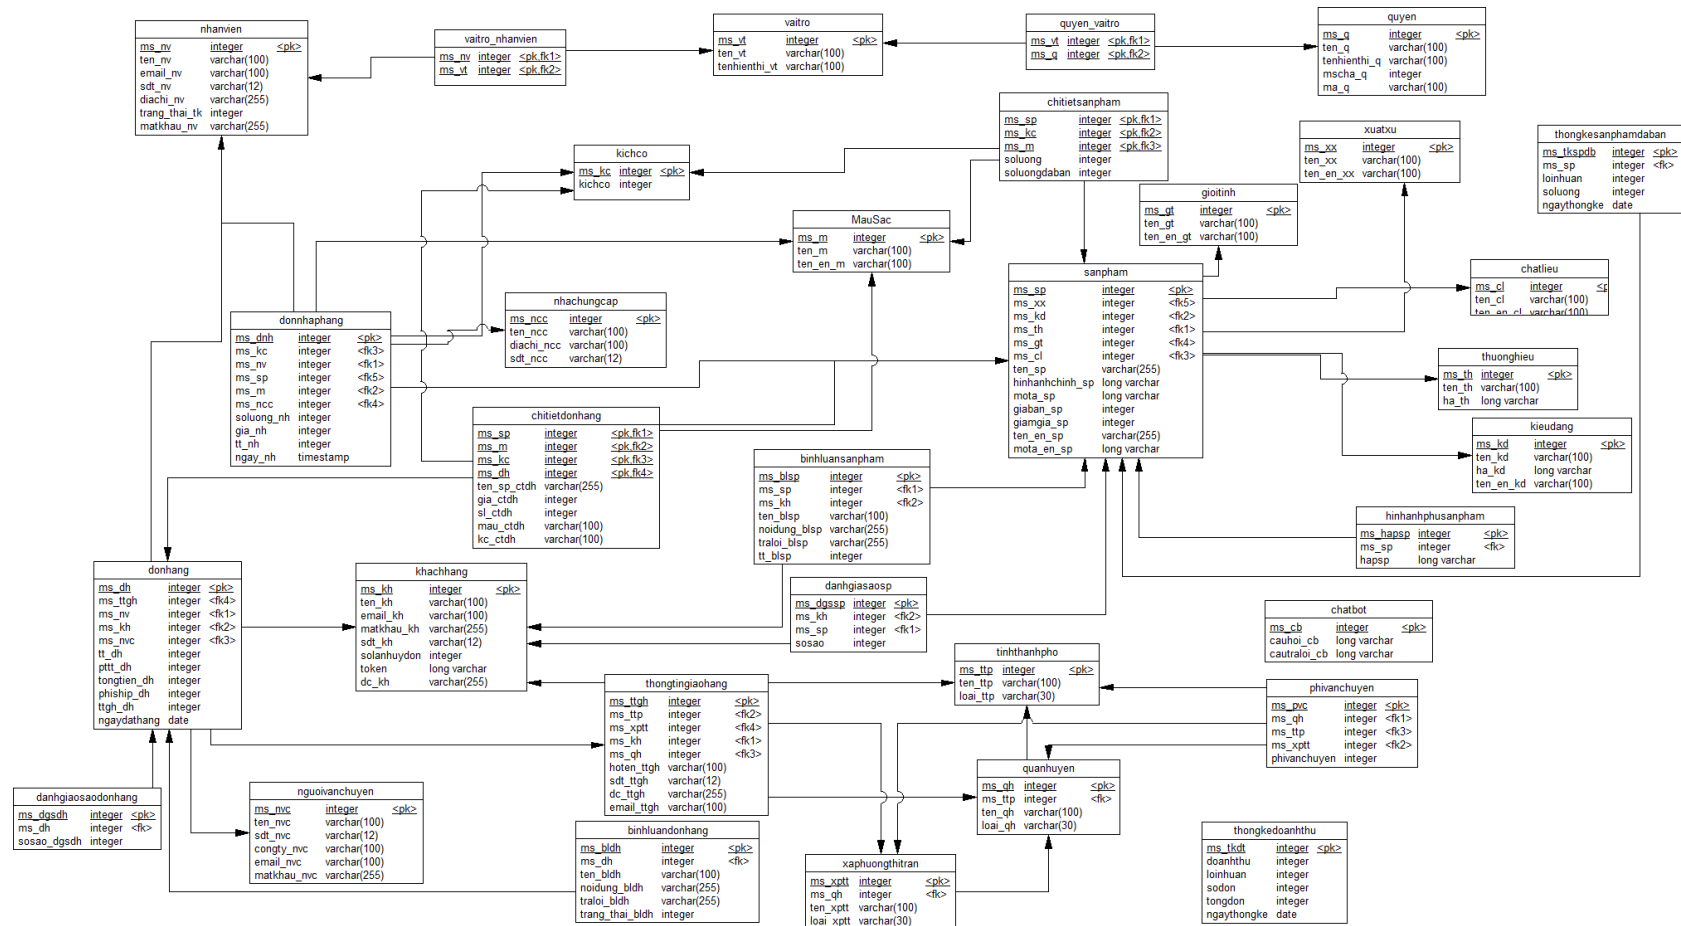 nhanvien
ms_nv integer <pk>
ten_nv varchar(100)
email_nv varchar(100)
sdt_nv varchar(12)
diachi_nv varchar(255)
trang_thai_tk integer
matkhau_nv varchar(255)
vaitro_nhanvien
ms_nv integer <pk,fk1>
ms_vt integer <pk,fk2>
vaitro
ms_vt integer <pk>
ten_vt varchar(100)
tenhienthi_vt varchar(100)
quyen_vaitro
ms_vt integer <pk,fk1>
ms_q integer <pk,fk2>
quyen
ms_q integer <pk>
ten_q varchar(100)
tenhienthi_q varchar(100)
mscha_q integer
ma_q varchar(100)
chitietsanpham
ms_sp integer <pk,fk1>
ms_kc integer <pk,fk2>
ms_m integer <pk,fk3>
soluong integer
soluongdaban integer
xuatxu
ms_xx integer <pk>
ten_xx varchar(100)
ten_en_xx varchar(100)
thongkesanphamdaban
ms_tkspdb integer <pk>
ms_sp integer <fk>
loinhuan integer
soluong integer
ngaythongke date
kichco
ms_kc integer <pk>
kichco integer
gioitinh
ms_gt integer <pk>
ten_gt varchar(100)
ten_en_gt varchar(100)
MauSac
ms_m integer <pk>
ten_m varchar(100)
ten_en_m varchar(100)
sanpham
ms_sp integer <pk>
ms_xx integer <fk5>
ms_kd integer <fk2>
ms_th integer <fk1>
ms_gt integer <fk4>
ms_cl integer <fk3>
ten_sp varchar(255)
hinhanhchinh_sp long varchar
mota_sp long varchar
giaban_sp integer
giamgia_sp integer
ten_en_sp varchar(255)
mota_en_sp long varchar
chatlieu
ms_cl integer
ten_cl varchar(100)
ten_en_cl varchar(100)
nhachungcap
ms_ncc integer <pk>
ten_ncc varchar(100)
diachi_ncc varchar(100)
sdt_ncc varchar(12)
donnhaphang
ms_dnh integer <pk>
ms_kc integer <fk3>
ms_nv integer <fk1>
ms_sp integer <fk5>
ms_m integer <fk2>
ms_ncc integer <fk4>
soluong_nh integer
gia_nh integer
tt_nh integer
ngay_nh timestamp
thuonghieu
ms_th integer <pk>
ten_th varchar(100)
ha_th long varchar
chitietdonhang
ms_sp integer <pk,fk1>
ms_m integer <pk,fk2>
ms_kc integer <pk,fk3>
ms_dh integer <pk,fk4>
ten_sp_ctdh varchar(255)
gia_ctdh integer
sl_ctdh integer
mau_ctdh varchar(100)
kc_ctdh varchar(100)
kieudang
ms_kd integer <pk>
ten_kd varchar(100)
ha_kd long varchar
ten_en_kd varchar(100)
binhluansanpham
ms_blsp integer <pk>
ms_sp integer <fk1>
ms_kh integer <fk2>
ten_blsp varchar(100)
noidung_blsp varchar(255)
traloi_blsp varchar(255)
tt_blsp integer
hinhanhphusanpham
ms_hapsp integer <pk>
ms_sp integer <fk>
hapsp long varchar
donhang
ms_dh integer <pk>
ms_ttgh integer <fk4>
ms_nv integer <fk1>
ms_kh integer <fk2>
ms_nvc integer <fk3>
tt_dh integer
pttt_dh integer
tongtien_dh integer
phiship_dh integer
ttgh_dh integer
ngaydathang date
khachhang
ms_kh integer <pk>
ten_kh varchar(100)
email_kh varchar(100)
matkhau_kh varchar(255)
sdt_kh varchar(12)
solanhuydon integer
token long varchar
dc_kh varchar(255)
danhgiasaosp
ms_dgssp integer <pk>
ms_kh integer <fk2>
ms_sp integer <fk1>
sosao integer
chatbot
ms_cb integer <pk>
cauhoi_cb long varchar
cautraloi_cb long varchar
tinhthanhpho
ms_ttp integer <pk>
ten_ttp varchar(100)
loai_ttp varchar(30)
thongtingiaohang
ms_ttgh integer <pk>
ms_ttp integer <fk2>
ms_xptt integer <fk4>
ms_kh integer <fk1>
ms_qh integer <fk3>
hoten_ttgh varchar(100)
sdt_ttgh varchar(12)
dc_ttgh varchar(255)
email_ttgh varchar(100)
phivanchuyen
ms_pvc integer <pk>
ms_qh integer <fk1>
ms_ttp integer <fk3>
ms_xptt integer <fk2>
phivanchuyen integer
quanhuyen
ms_qh integer <pk>
ms_ttp integer <fk>
ten_qh varchar(100)
loai_qh varchar(30)
danhgiaosaodonhang
ms_dgsdh integer <pk>
ms_dh integer <fk>
sosao_dgsdh integer
nguoivanchuyen
ms_nvc integer <pk>
ten_nvc varchar(100)
sdt_nvc varchar(12)
congty_nvc varchar(100)
email_nvc varchar(100)
matkhau_nvc varchar(255)
binhluandonhang
ms_bldh integer <pk>
ms_dh integer <fk>
ten_bldh varchar(100)
noidung_bldh varchar(255)
traloi_bldh varchar(255)
trang_thai_bldh integer
xaphuongthitran
ms_xptt integer <pk>
ms_qh integer <fk>
ten_xptt varchar(100)
loai_xptt varchar(30)
thongkedoanhthu
ms_tkdt integer <pk>
doanhthu integer
loinhuan integer
sodon integer
tongdon integer
ngaythongke date